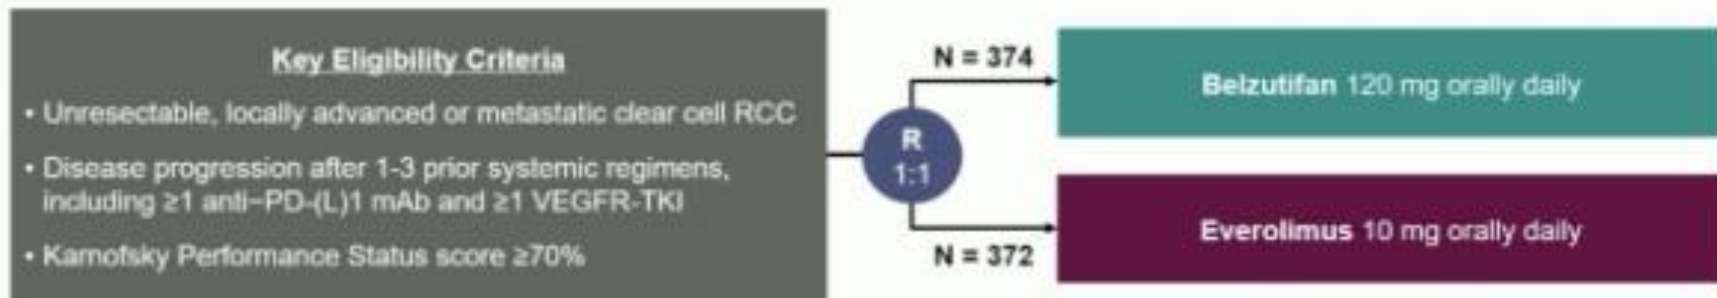 Key Eligibility Criteria
• Unresectable, locally advanced or metastatic clear cell RCC
• Disease progression after 1-3 prior systemic regimens,
including ≥1 anti−PD-(L)1 mAb and ≥1 VEGFR-TKI
• Karnofsky Performance Status score ≥70%
R
1:1
N = 374
Belzutifan 120 mg orally daily
N = 372
Everolimus 10 mg orally daily